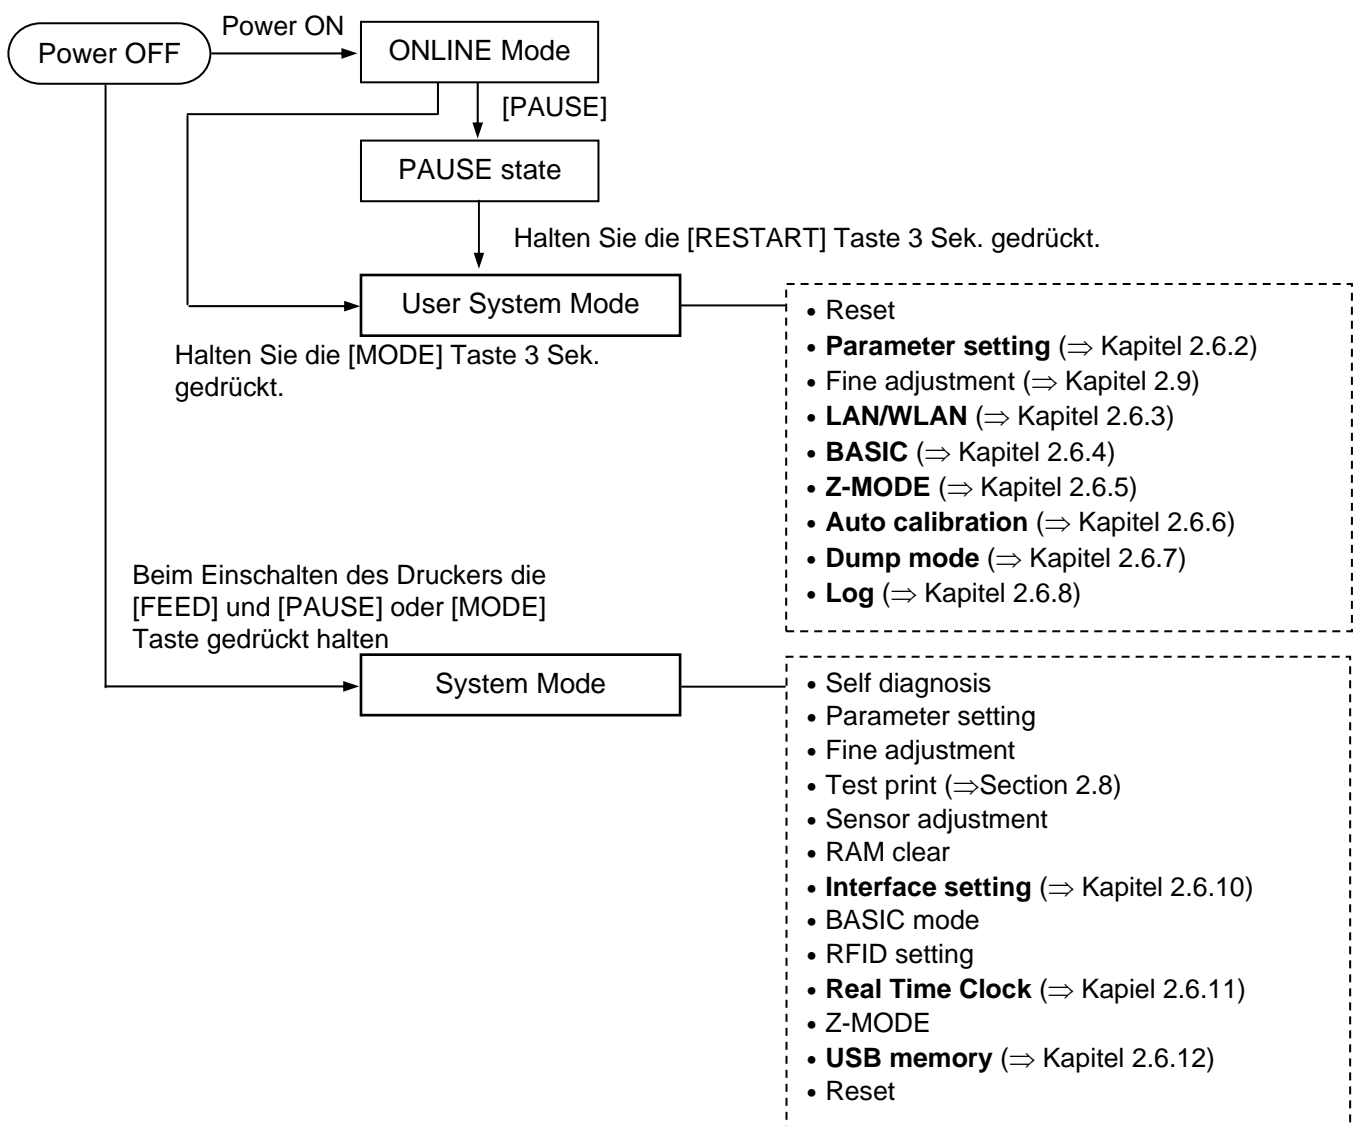 Power OFF
Power ON
ONLINE Mode
[PAUSE]
PAUSE state
Halten Sie die [RESTART] Taste 3 Sek. gedrückt.
User System Mode
Halten Sie die [MODE] Taste 3 Sek.
gedrückt.
• Reset
• Parameter setting (⇒ Kapitel 2.6.2)
• Fine adjustment (⇒ Kapitel 2.9)
• LAN/WLAN (⇒ Kapitel 2.6.3)
• BASIC (⇒ Kapitel 2.6.4)
• Z-MODE (⇒ Kapitel 2.6.5)
• Auto calibration (⇒ Kapitel 2.6.6)
• Dump mode (⇒ Kapitel 2.6.7)
• Log (⇒ Kapitel 2.6.8)
Beim Einschalten des Druckers die
[FEED] und [PAUSE] oder [MODE]
Taste gedrückt halten
System Mode
• Self diagnosis
• Parameter setting
• Fine adjustment
• Test print (⇒Section 2.8)
• Sensor adjustment
• RAM clear
• Interface setting (⇒ Kapitel 2.6.10)
• BASIC mode
• RFID setting
• Real Time Clock (⇒ Kapiel 2.6.11)
• Z-MODE
• USB memory (⇒ Kapitel 2.6.12)
• Reset